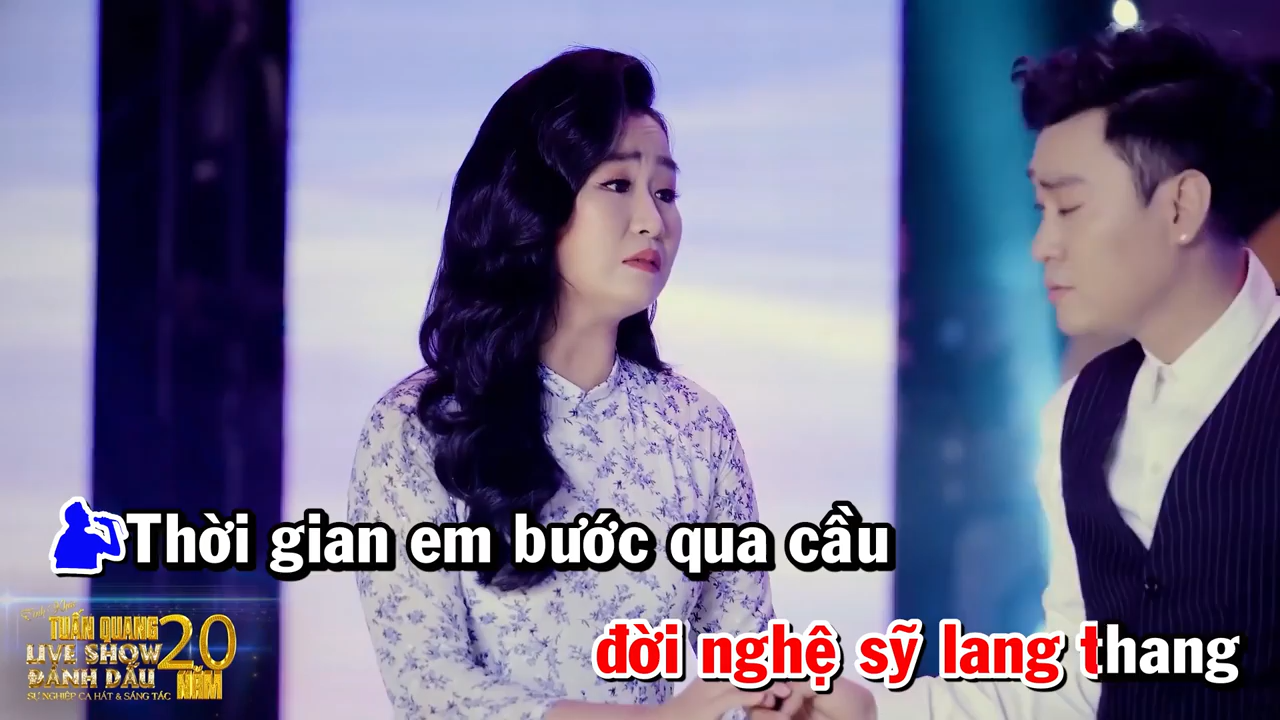 Thời gian em bước qua cầu
đời nghệ sỹ lang thang
TUẤN QUANG
LIVE SHOW 20
ĐÁNH DẤU NĂM
SỰ NGHIỆP CA HÁT & SÁNG TÁC